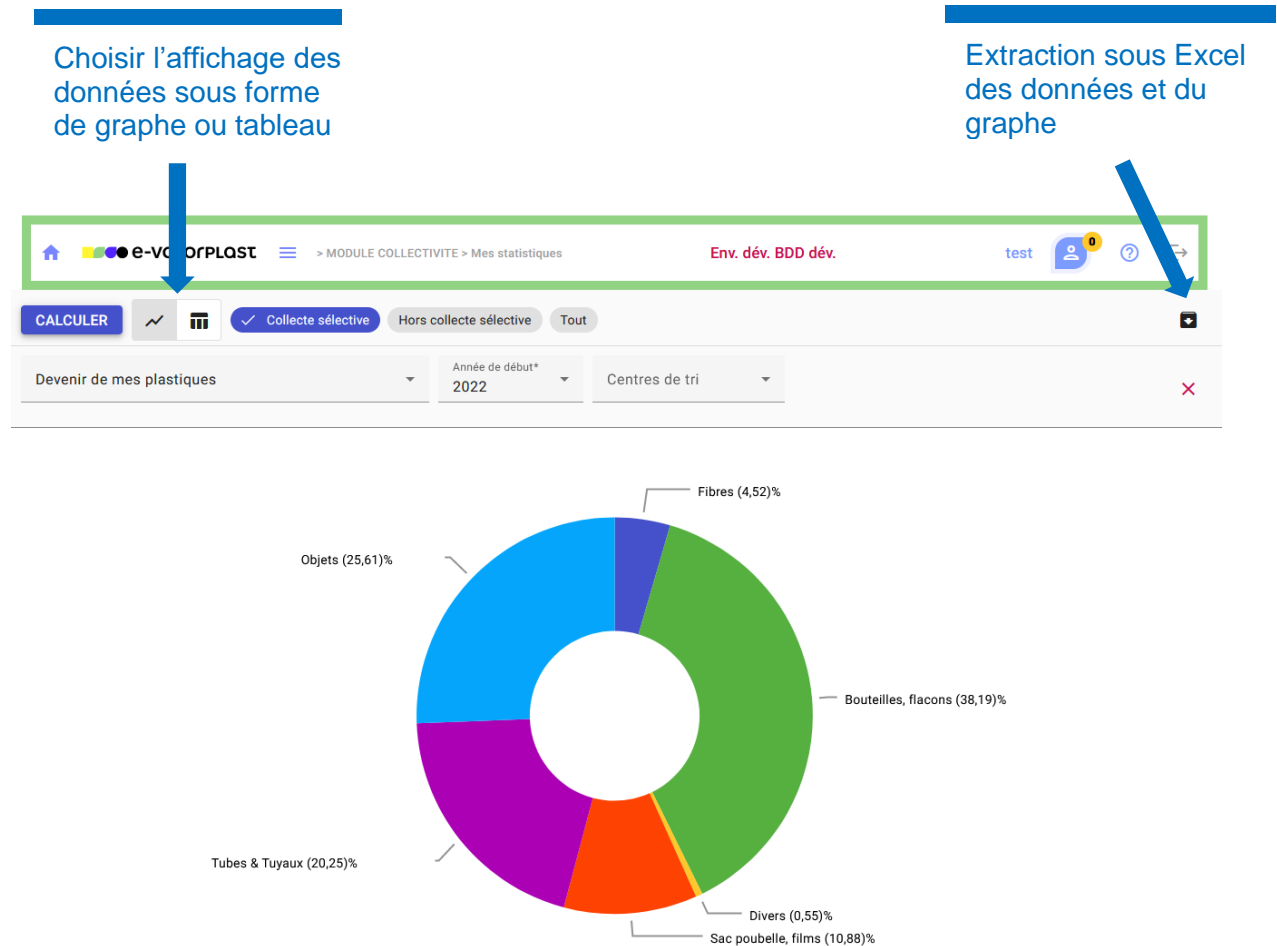 Choisir l’affichage des
données sous forme
de graphe ou tableau
Extraction sous Excel
des données et du
graphe
> MODULE COLLECTIVITE > Mes statistiques
Env. dév. BDD dév.
test
0
CALCULER
Collecte sélective
Hors collecte sélective
Tout
Devenir de mes plastiques
Année de début*
2022
Centres de tri
Fibres (4,52)%
Objets (25,61)%
Bouteilles, flacons (38,19)%
Tubes & Tuyaux (20,25)%
Divers (0,55)%
Sac poubelle, films (10,88)%